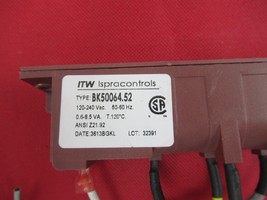 ITW Ispracontrols
TYPE: BK50064.52
120-240 Vac. 50-60 Hz.
0.6-8.5 VA. T.120°C
ANSI Z21.92
DATE: 3613BGKL LOT: 32391